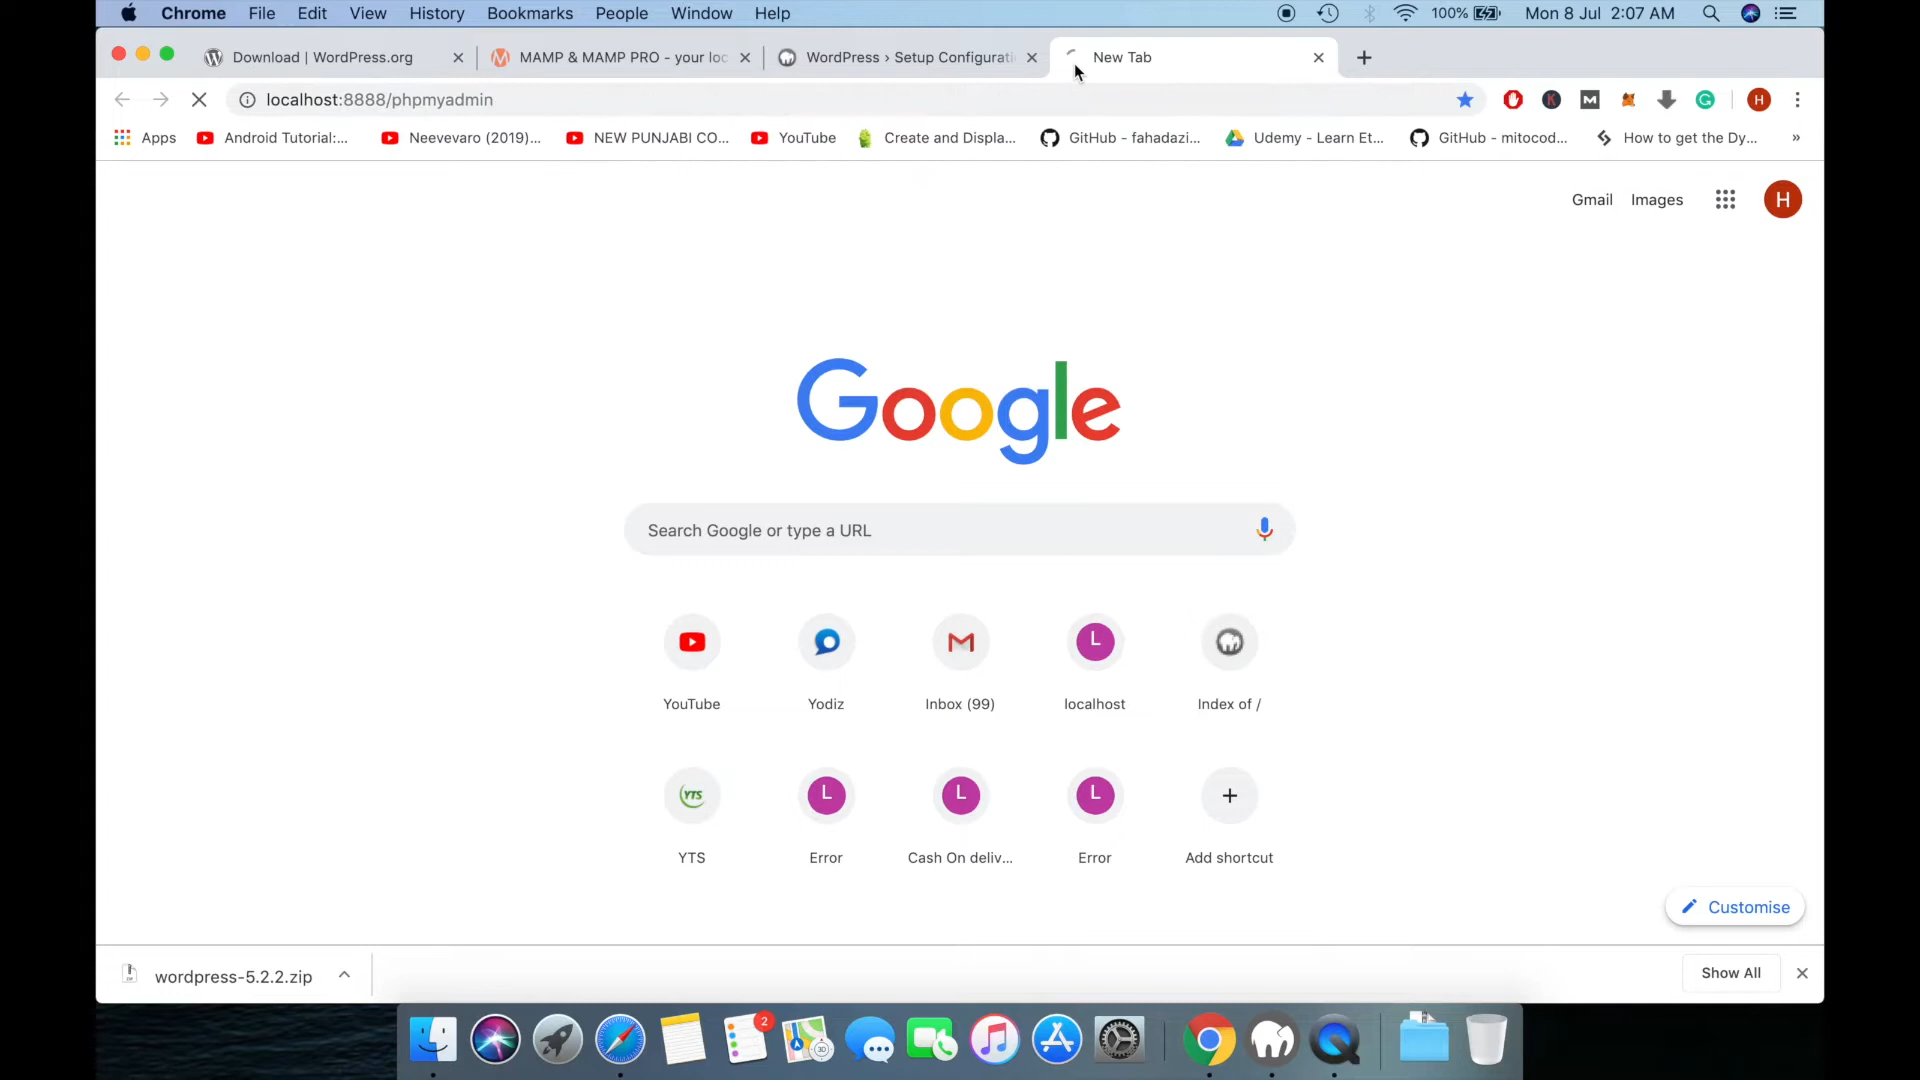 Chrome File Edit View History Bookmarks People Window Help 100% Mon 8 Jul 2:07 AM
Download | WordPress.org MAMP & MAMP PRO - your loc WordPress › Setup Configurati New Tab
localhost:8888/phpmyadmin H
Apps Android Tutorial:... Neevevaro (2019)... NEW PUNJABI CO... YouTube Create and Displa... GitHub - fahadazi... Udemy - Learn Et... GitHub - mitocod... How to get the Dy... »
Gmail Images H
Google
Search Google or type a URL
L
YouTube Yodiz Inbox (99) localhost Index of /
YTS L L L
YTS Error Cash On deliv... Error Add shortcut
Customise
wordpress-5.2.2.zip Show All
2
3D